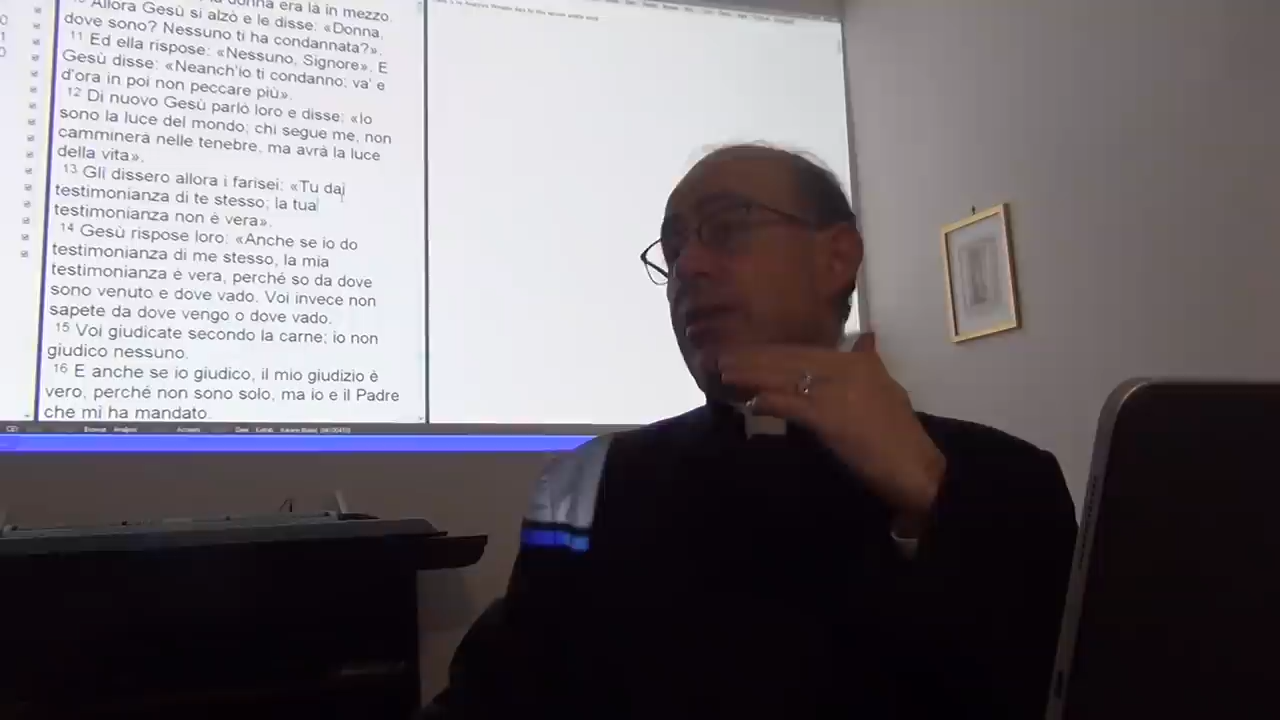 donna era là in mezzo.
Allora Gesù si alzò e le disse: «Donna,
dove sono? Nessuno ti ha condannata?».
11 Ed ella rispose: «Nessuno, Signore». E
Gesù disse: «Neanch'io ti condanno; va' e
d'ora in poi non peccare più».
12 Di nuovo Gesù parlò loro e disse: «Io
sono la luce del mondo; chi segue me, non
camminerà nelle tenebre, ma avrà la luce
della vita».
13 Gli dissero allora i farisei: «Tu dai
testimonianza di te stesso; la tua
testimonianza non è vera».
14 Gesù rispose loro: «Anche se io do
testimonianza di me stesso, la mia
testimonianza è vera, perché so da dove
sono venuto e dove vado. Voi invece non
sapete da dove vengo o dove vado.
15 Voi giudicate secondo la carne; io non
giudico nessuno.
16 E anche se io giudico, il mio giudizio è
vero, perché non sono solo, ma io e il Padre
che mi ha mandato.